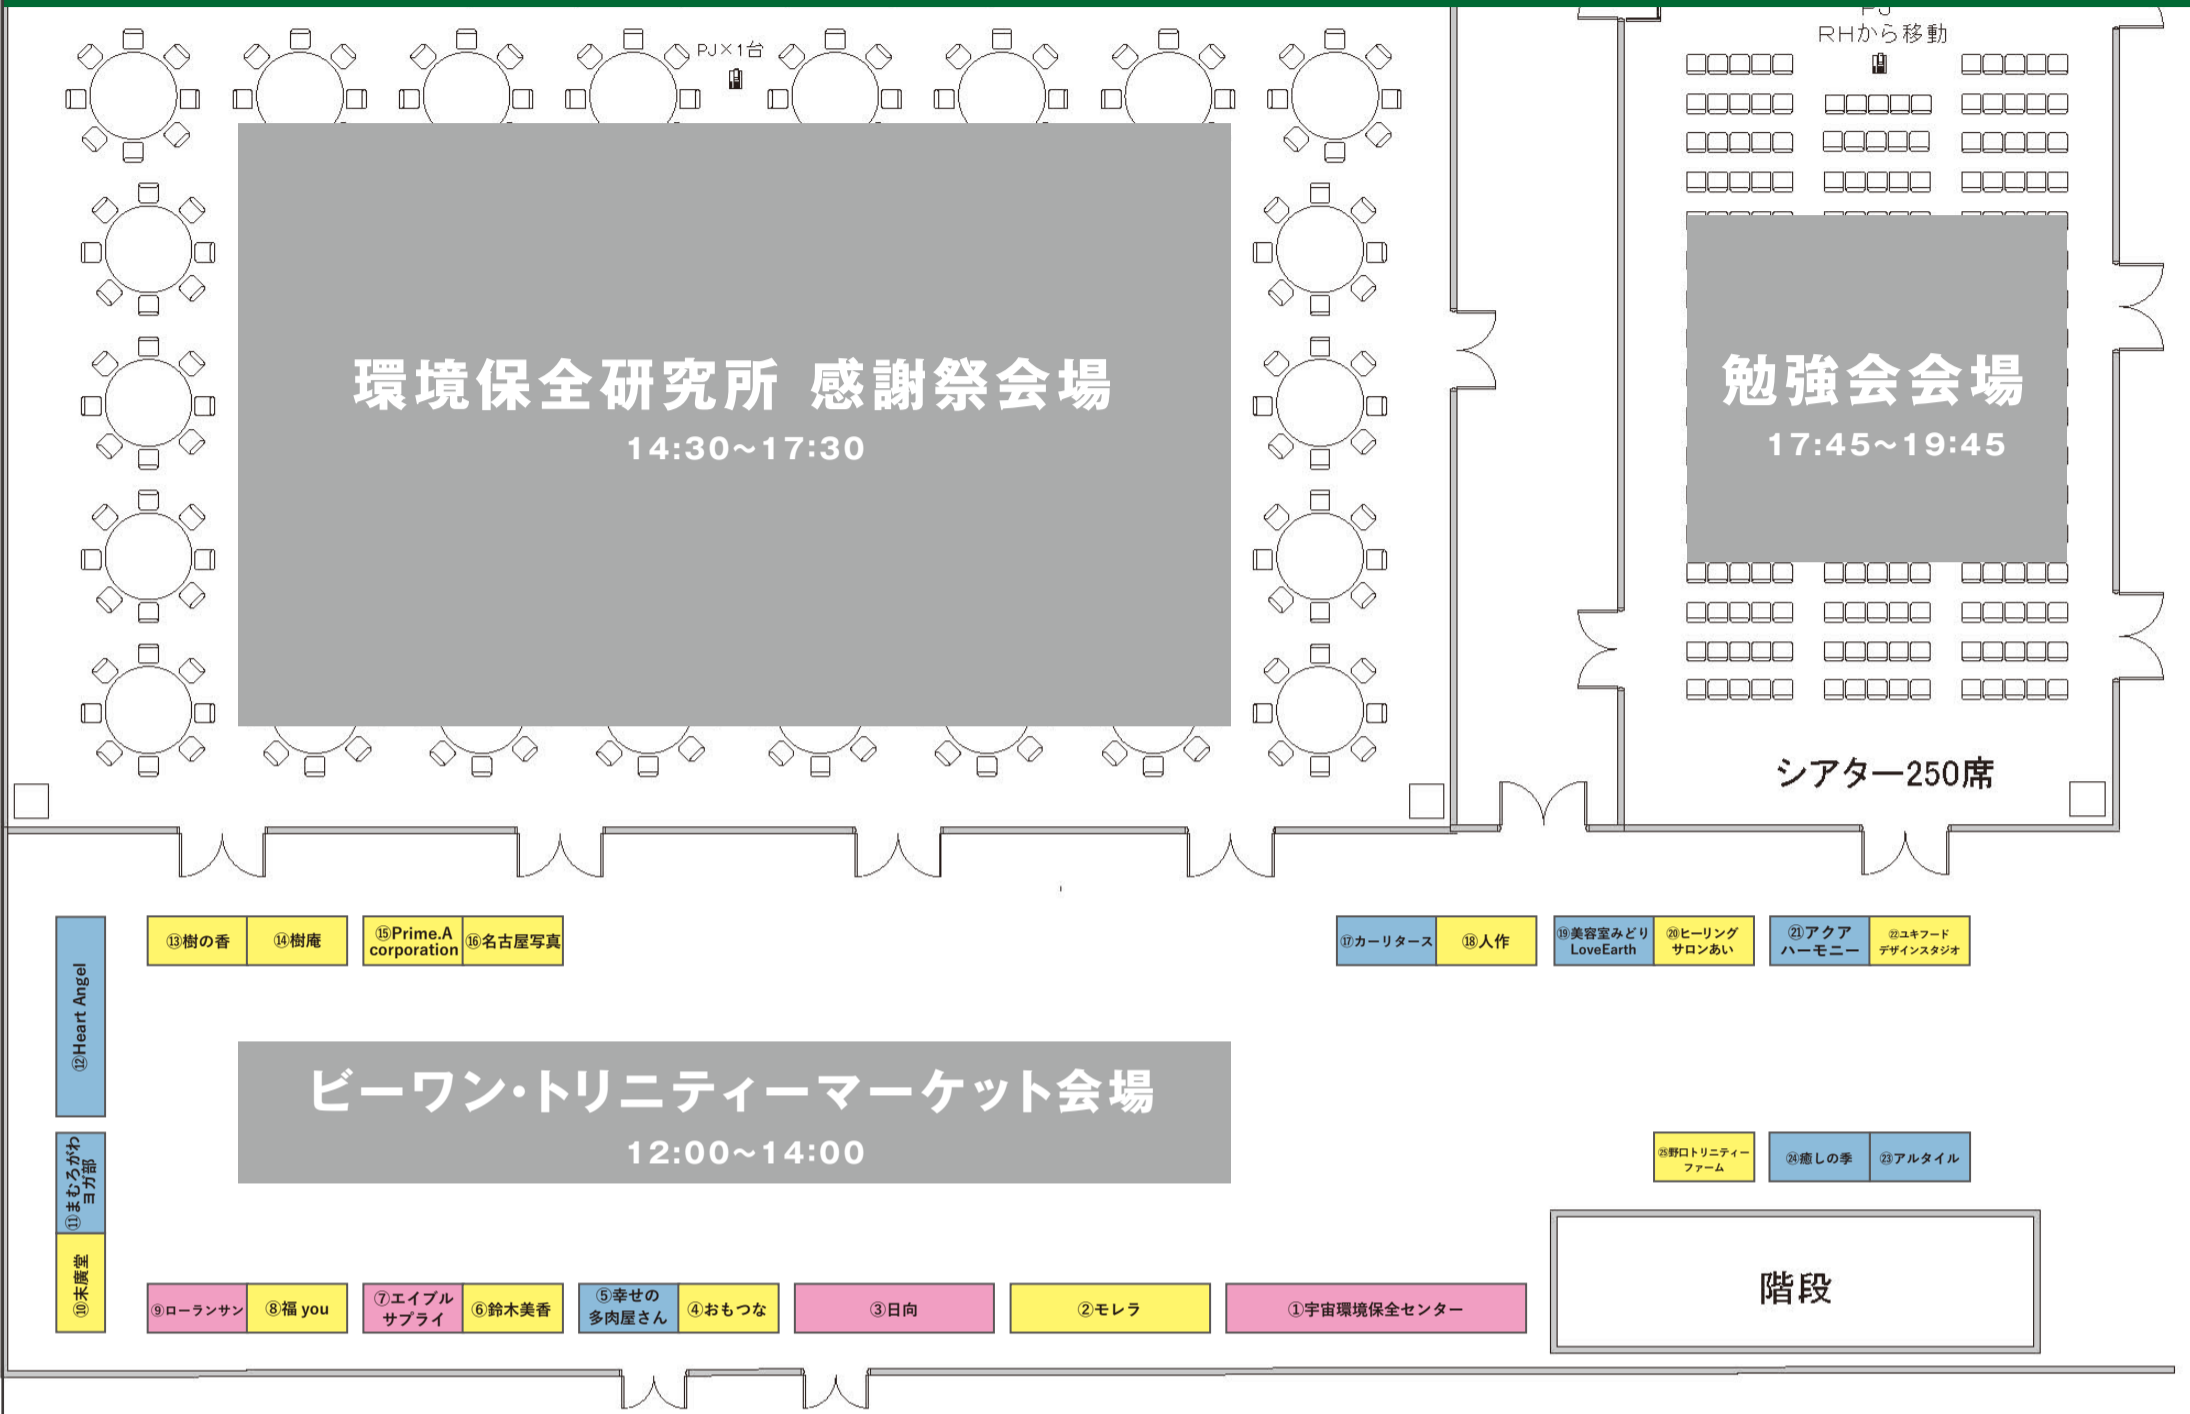 PJ×1台
PJ
RHから移動
環境保全研究所 感謝祭会場
14:30〜17:30
勉強会会場
17:45〜19:45
シアター250席
⑬樹の香
⑭樹庵
⑮Prime.A
corporation
⑯名古屋写真
⑰カーリタース
⑱人作
⑲美容室みどり
LoveEarth
⑳ヒーリング
サロンあい
㉑アクア
ハーモニー
㉒ユキフード
デザインスタジオ
⑫Heart Angel
ビーワン・トリニティーマーケット会場
12:00〜14:00
⑪まむろがわ
ヨガ部
⑩末廣堂
㉕野口トリニティー
ファーム
㉔癒しの季
㉓アルタイル
⑨ローランサン
⑧福 you
⑦エイブル
サプライ
⑥鈴木美香
⑤幸せの
多肉屋さん
④おもつな
③日向
②モレラ
①宇宙環境保全センター
階段